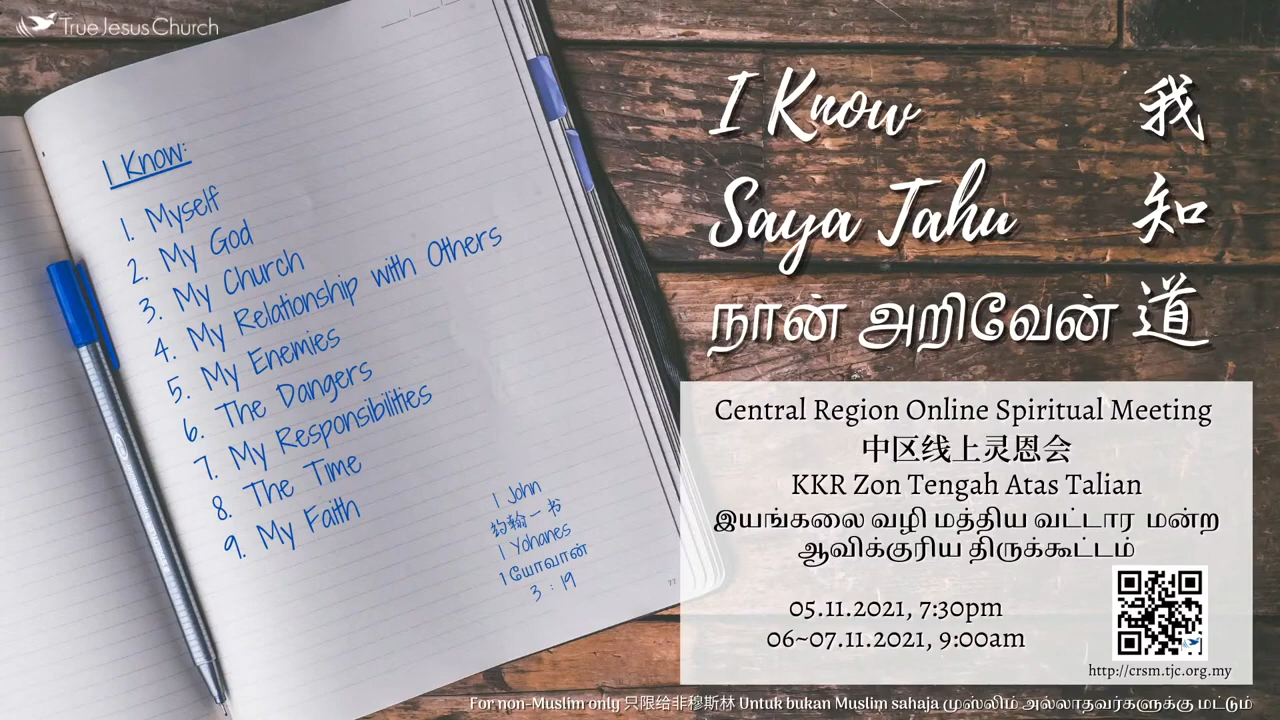 True Jesus Church
I Know:
1. Myself
2. My God
3. My Church
4. My Relationship with Others
5. My Enemies
6. The Dangers
7. My Responsibilities
8. The Time
9. My Faith
1 John
约翰一书
1 Yohanes
1 யோவான்
3 : 19
77
I Know
Saya Tahu
நான் அறிவேன்
我知道
Central Region Online Spiritual Meeting
中区线上灵恩会
KKR Zon Tengah Atas Talian
இயங்கலை வழி மத்திய வட்டார மன்ற
ஆவிக்குரிய திருக்கூட்டம்
05.11.2021, 7:30pm
06~07.11.2021, 9:00am
http://crsm.tjc.org.my
For non-Muslim only 只限给非穆斯林 Untuk bukan Muslim sahaja முஸ்லிம் அல்லாதவர்களுக்கு மட்டும்